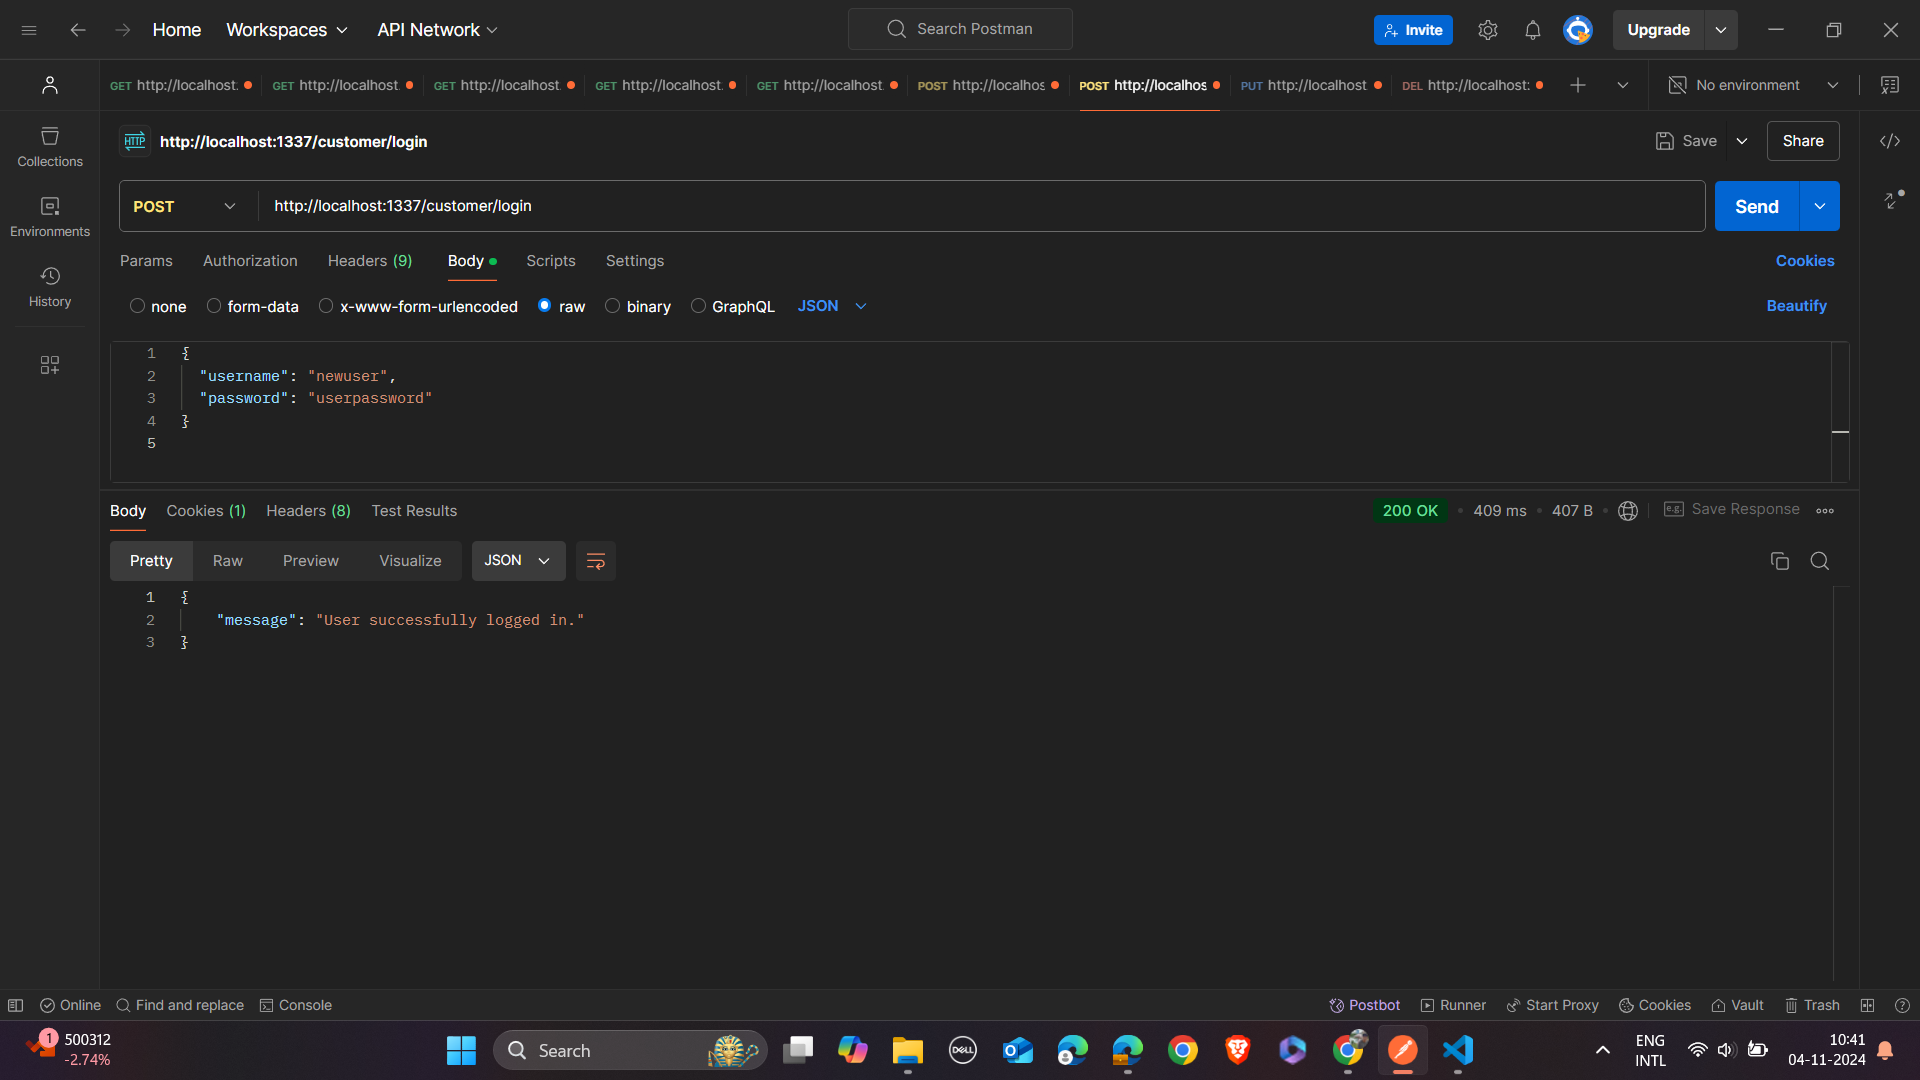 Home Workspaces API Network Search Postman Invite Upgrade
GET http://localhost. GET http://localhost. GET http://localhost. GET http://localhost. GET http://localhost. POST http://localhos POST http://localhos PUT http://localhost DEL http://localhost: No environment
HTTP http://localhost:1337/customer/login Save Share
Collections
POST http://localhost:1337/customer/login Send
Environments
Params Authorization Headers (9) Body Scripts Settings Cookies
History
none form-data x-www-form-urlencoded raw binary GraphQL JSON Beautify
1 {
2 "username": "newuser",
3 "password": "userpassword"
4 }
5
Body Cookies (1) Headers (8) Test Results 200 OK 409 ms 407 B e.g. Save Response
Pretty Raw Preview Visualize JSON
1 {
2 "message": "User successfully logged in."
3 }
Online Find and replace Console Postbot Runner Start Proxy Cookies Vault Trash
1 500312
-2.74%
Search
DELL
ENG
INTL
10:41
04-11-2024